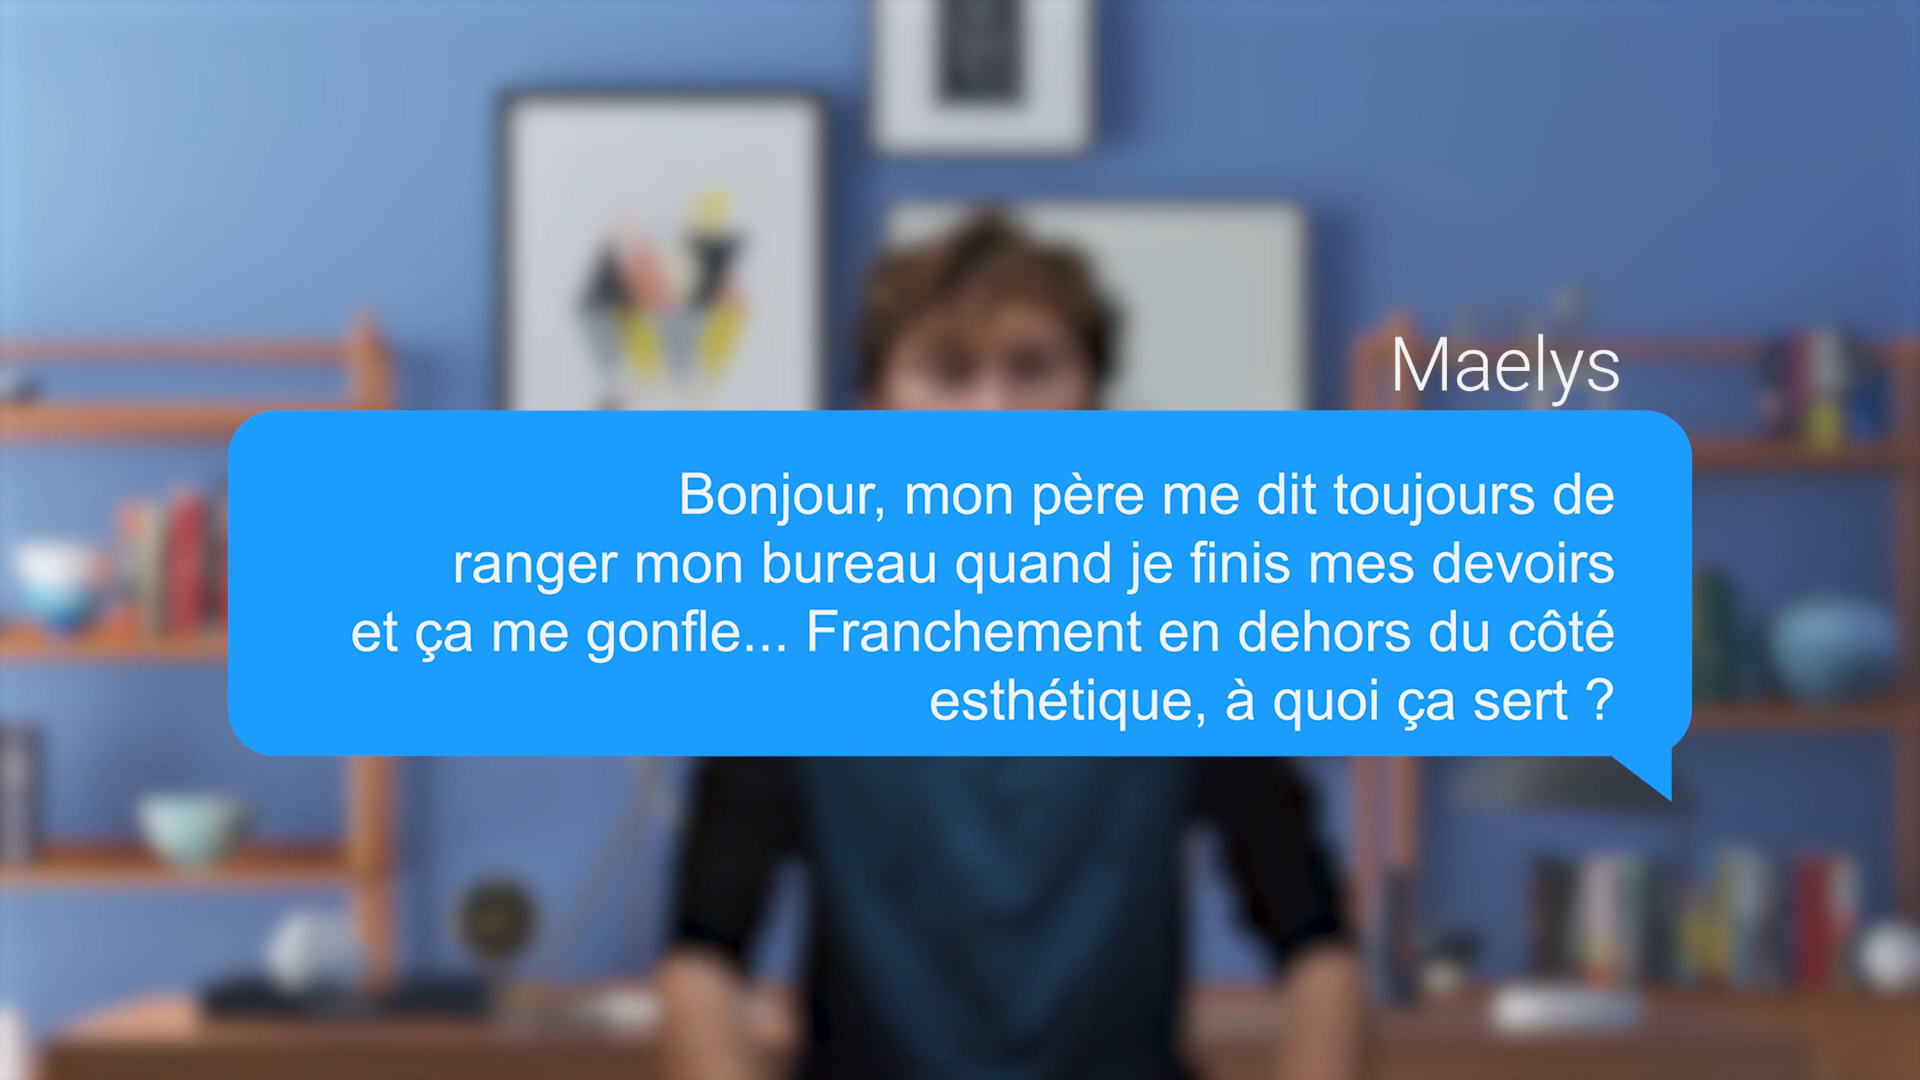 Maelys
Bonjour, mon père me dit toujours de
ranger mon bureau quand je finis mes devoirs
et ça me gonfle... Franchement en dehors du côté
esthétique, à quoi ça sert ?